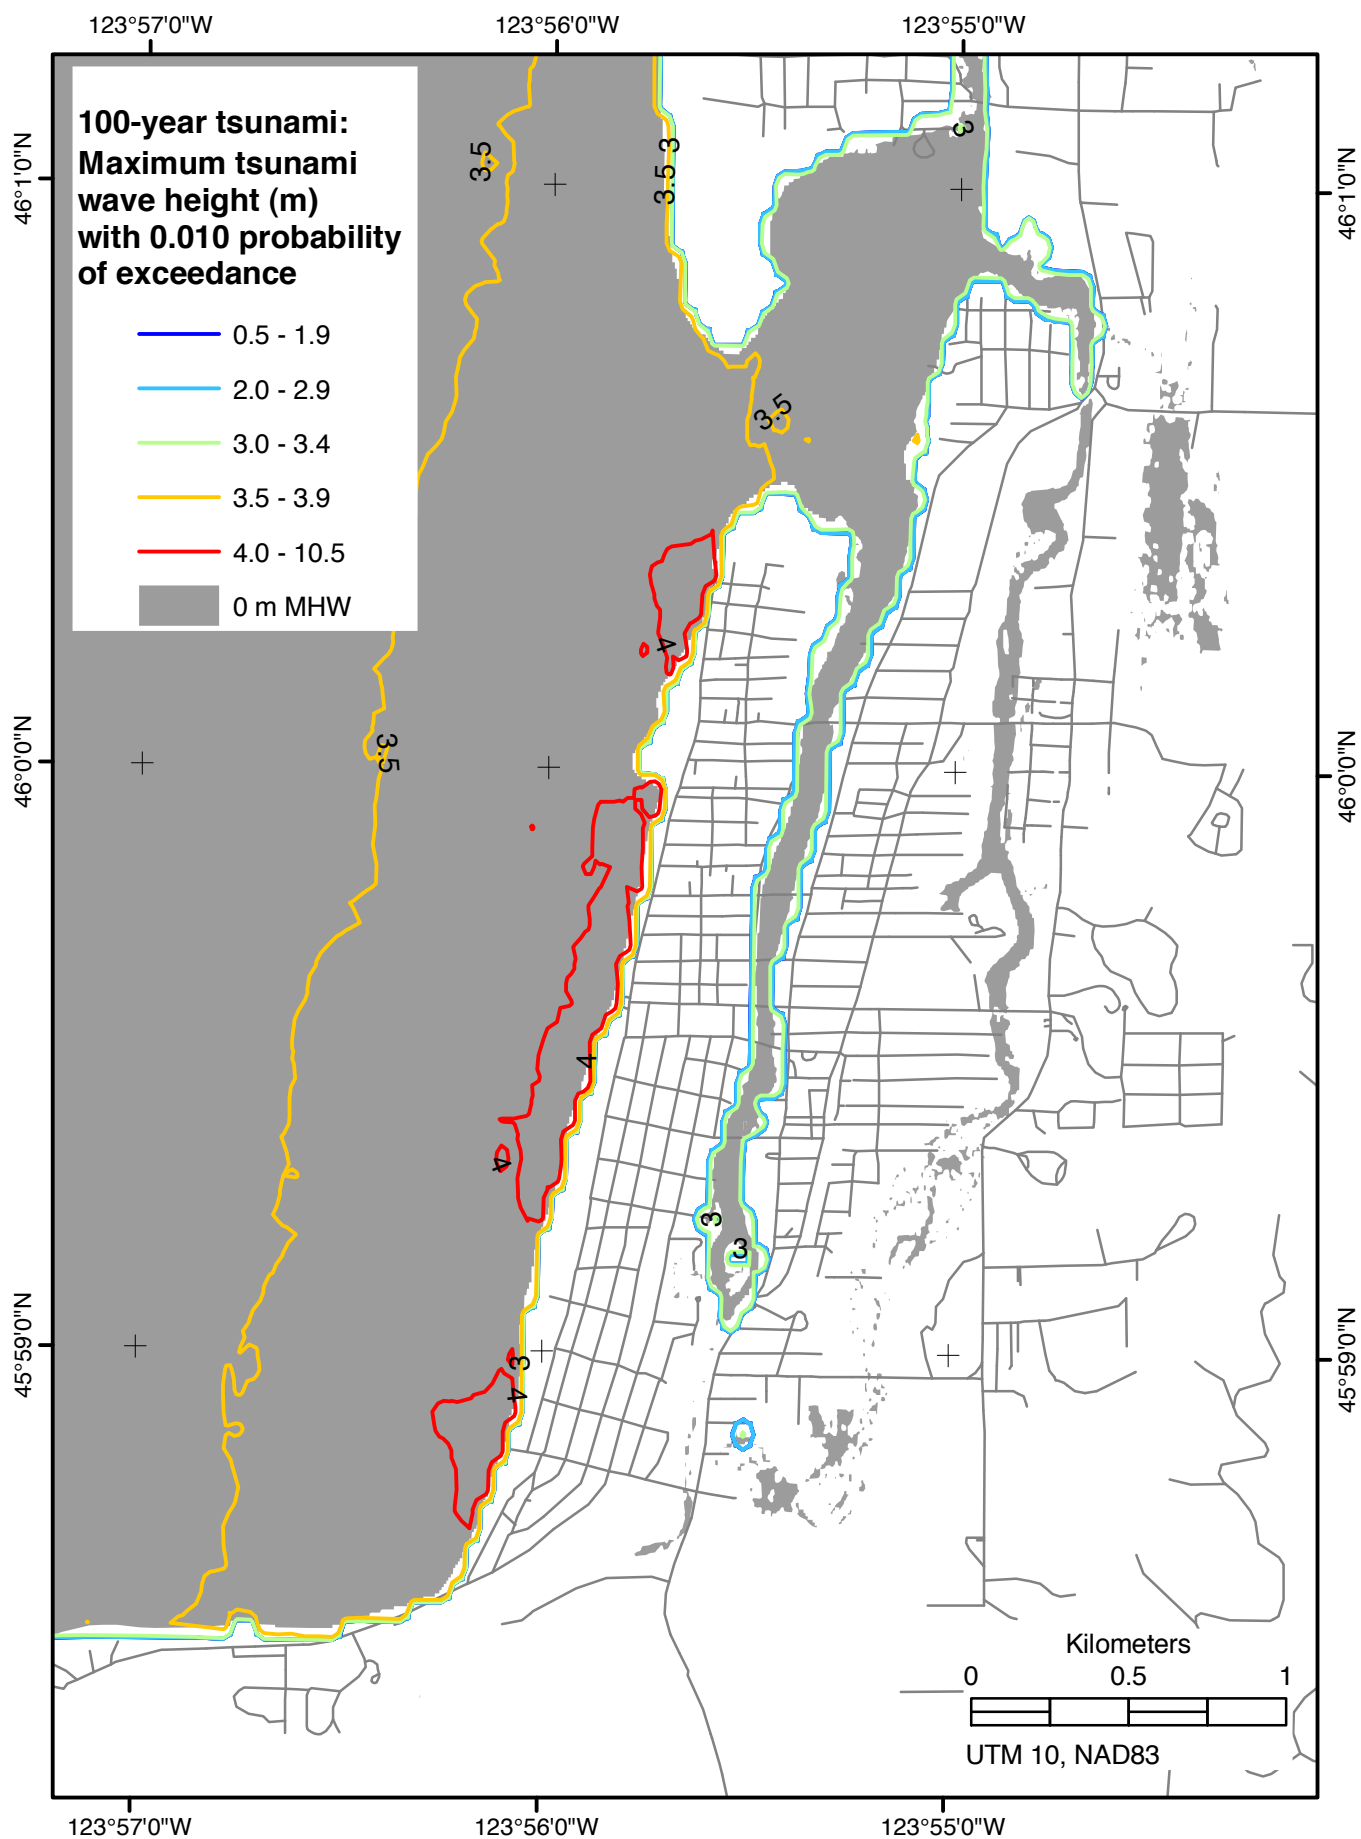 123°57'0"W
123°56'0"W
123°55'0"W
100-year tsunami:
Maximum tsunami
wave height (m)
with 0.010 probability
of exceedance
0.5 - 1.9
2.0 - 2.9
3.0 - 3.4
3.5 - 3.9
4.0 - 10.5
0 m MHW
46°1'0"N
46°1'0"N
3.5
3
3.5
3
3.5
4
46°0'0"N
46°0'0"N
3.5
4
4
3
3
45°59'0"N
45°59'0"N
3
4
Kilometers
0 0.5 1
UTM 10, NAD83
123°57'0"W
123°56'0"W
123°55'0"W